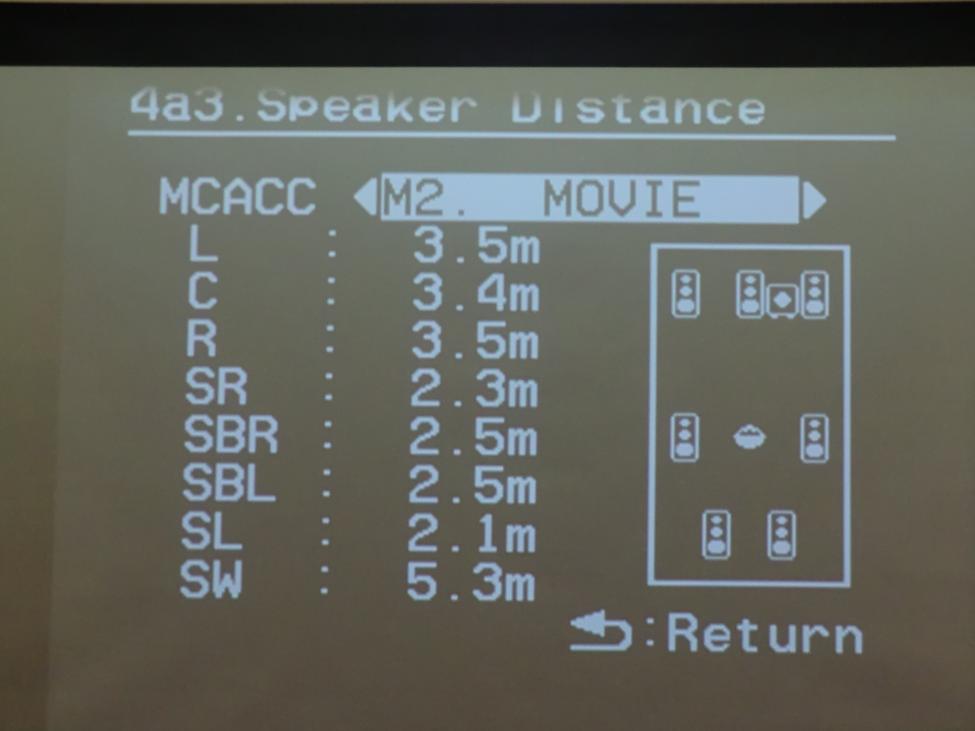 4a3.Speaker Distance
MCACC M2. MOVIE
L : 3.5m
C : 3.4m
R : 3.5m
SR : 2.3m
SBR : 2.5m
SBL : 2.5m
SL : 2.1m
SW : 5.3m
:Return